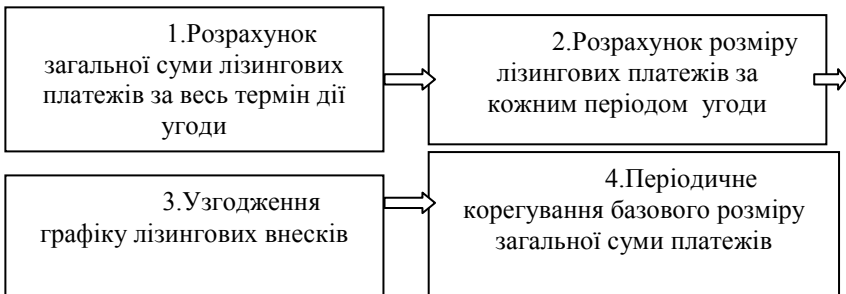 1.Розрахунок
загальної суми лізингових
платежів за весь термін дії
угоди
2.Розрахунок розміру
лізингових платежів за
кожним періодом угоди
3.Узгодження
графіку лізингових внесків
4.Періодичне
корегування базового розміру
загальної суми платежів